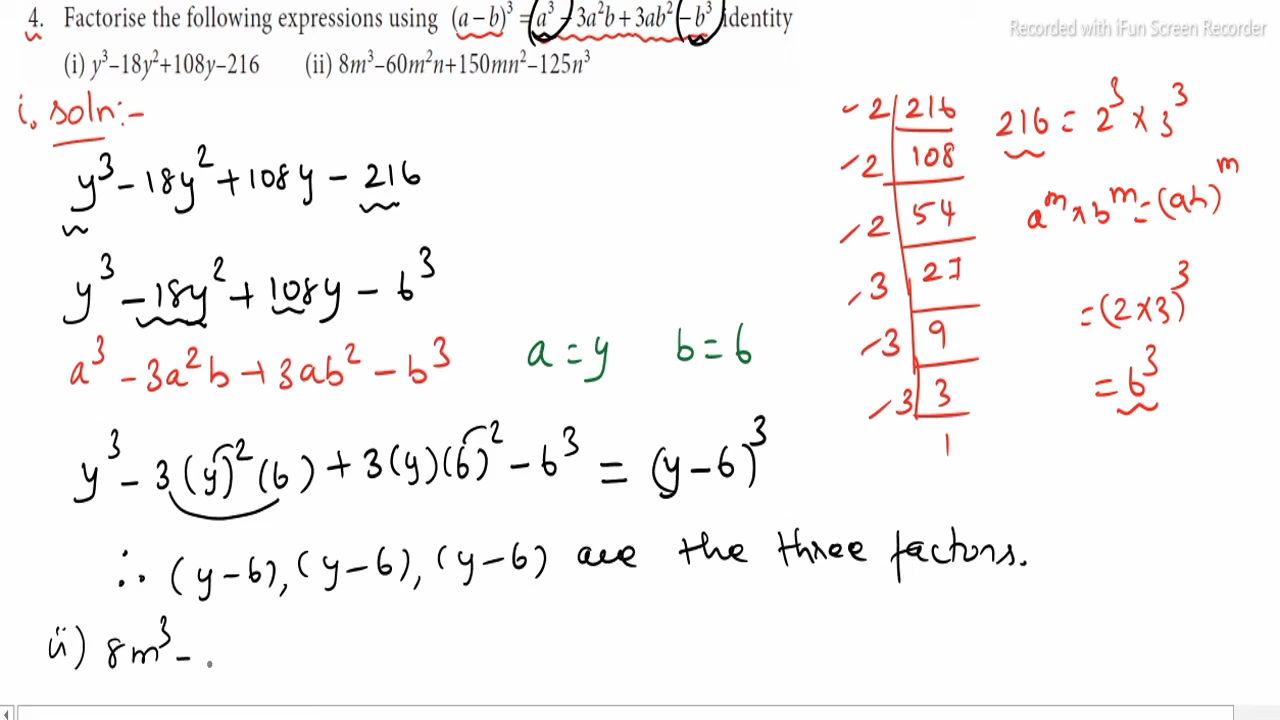 4. Factorise the following expressions using (a−b)³ = a³ −3a²b+3ab² −b³ identity
Recorded with iFun Screen Recorder
(i) y³−18y²+108y−216 (ii) 8m³−60m²n+150mn²−125n³
i, soln:-
y³ − 18y² + 108y − 216
y³ − 18y² + 108y − 6³
a³ − 3a²b + 3ab² − b³ a = y b = 6
y³ − 3(y)²(6) + 3(y)(6)² − 6³ = (y−6)³
∴ (y−6), (y−6), (y−6) are the three factors.
ii) 8m³ − .
2 | 216
2 | 108
2 | 54
3 | 27
3 | 9
3 | 3
1
216 = 2³ × 3³
aᵐ × bᵐ = (ab)ᵐ
= (2×3)³
= 6³